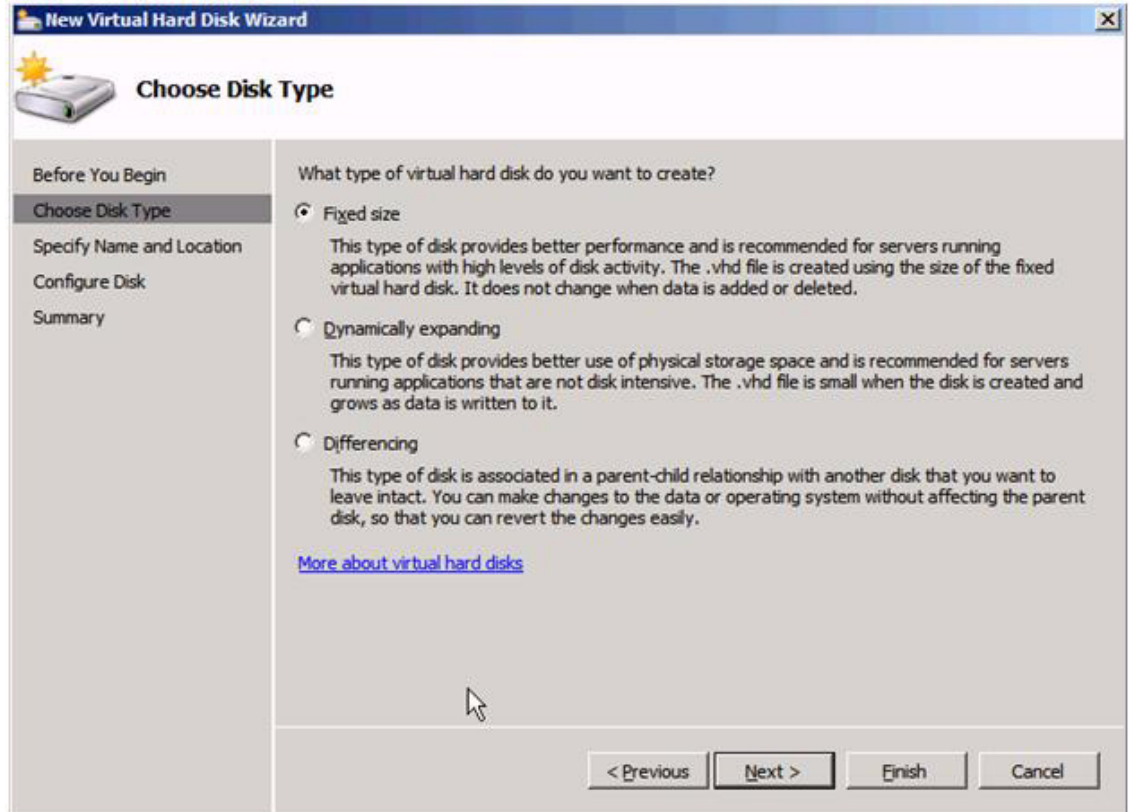 New Virtual Hard Disk Wizard
Choose Disk Type
Before You Begin
Choose Disk Type
Specify Name and Location
Configure Disk
Summary
What type of virtual hard disk do you want to create?
Fixed size
This type of disk provides better performance and is recommended for servers running
applications with high levels of disk activity. The .vhd file is created using the size of the fixed
virtual hard disk. It does not change when data is added or deleted.
Dynamically expanding
This type of disk provides better use of physical storage space and is recommended for servers
running applications that are not disk intensive. The .vhd file is small when the disk is created and
grows as data is written to it.
Differencing
This type of disk is associated in a parent-child relationship with another disk that you want to
leave intact. You can make changes to the data or operating system without affecting the parent
disk, so that you can revert the changes easily.
More about virtual hard disks
< Previous
Next >
Finish
Cancel